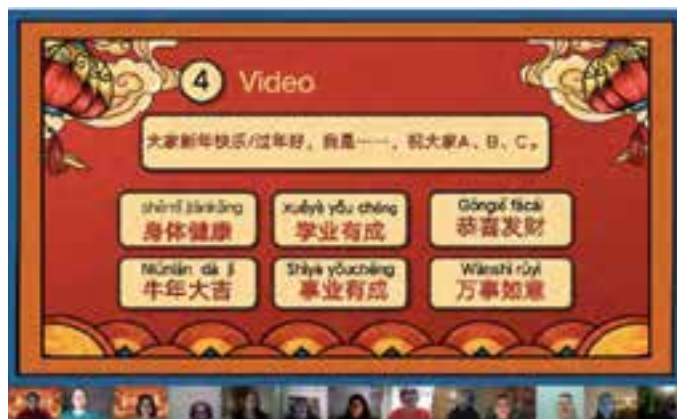 4 Video
大家新年快乐/过年好，我是……，祝大家A、B、C。
shēntǐ jiànkāng
Xuéyè yǒu chéng
Gōngxǐ fācái
身体健康
学业有成
恭喜发财
Niúnián dà jí
Shìyè yǒuchéng
Wànshì rúyì
牛年大吉
事业有成
万事如意